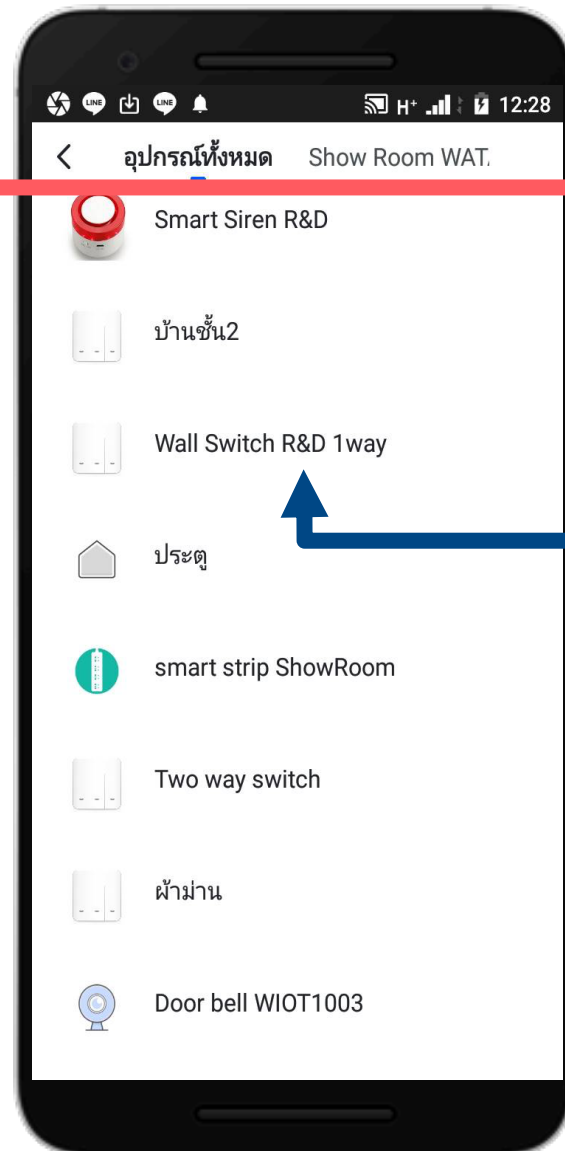 LINE LINE H+ 12:28
อุปกรณ์ทั้งหมด Show Room WAT.
Smart Siren R&D
บ้านชั้น2
Wall Switch R&D 1way
ประตู
smart strip ShowRoom
Two way switch
ผ้าม่าน
Door bell WIOT1003